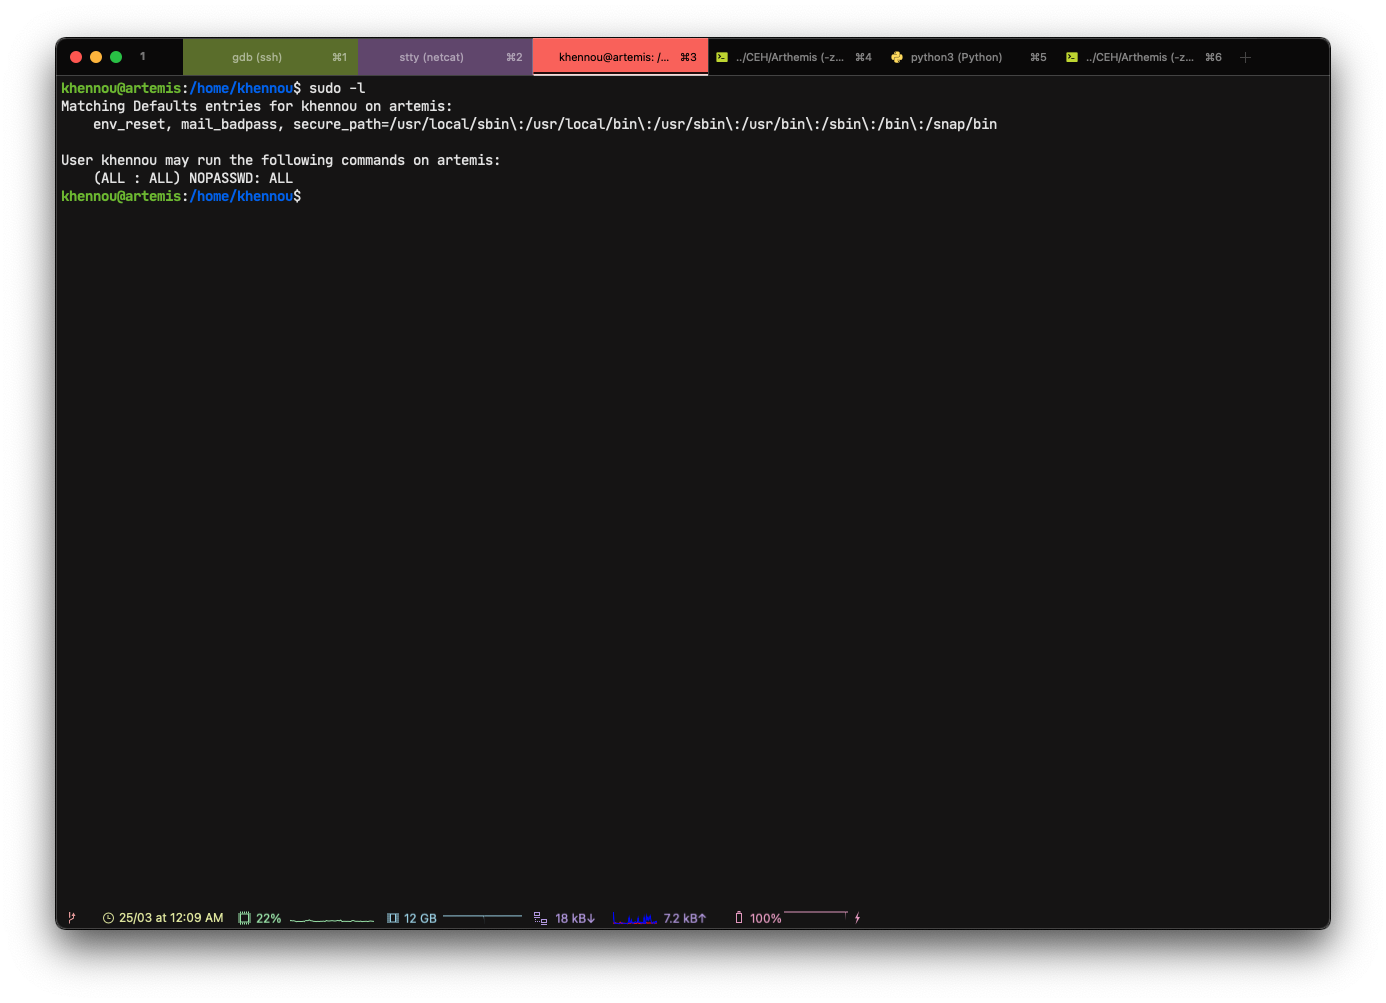 1 gdb (ssh) ⌘1 stty (netcat) ⌘2 khennou@artemis: /... ⌘3 ../CEH/Arthemis (-z... ⌘4 python3 (Python) ⌘5 ../CEH/Arthemis (-z... ⌘6
khennou@artemis:/home/khennou$ sudo -l
Matching Defaults entries for khennou on artemis:
    env_reset, mail_badpass, secure_path=/usr/local/sbin\:/usr/local/bin\:/usr/sbin\:/usr/bin\:/sbin\:/bin\:/snap/bin
User khennou may run the following commands on artemis:
    (ALL : ALL) NOPASSWD: ALL
khennou@artemis:/home/khennou$
25/03 at 12:09 AM 22% 12 GB 18 kB↓ 7.2 kB↑ 100%